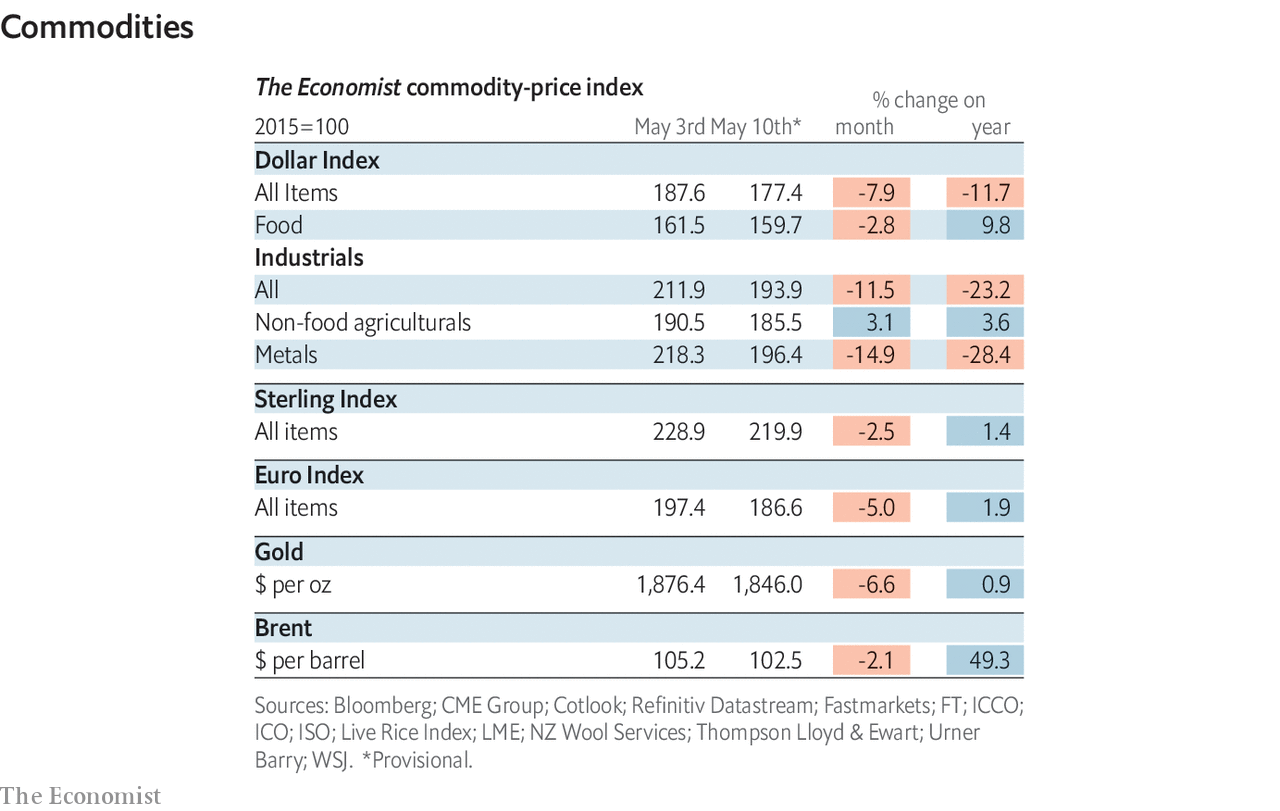 Commodities
The Economist commodity-price index
% change on
2015=100 May 3rd May 10th* month year
Dollar Index
All Items 187.6 177.4 -7.9 -11.7
Food 161.5 159.7 -2.8 9.8
Industrials
All 211.9 193.9 -11.5 -23.2
Non-food agriculturals 190.5 185.5 3.1 3.6
Metals 218.3 196.4 -14.9 -28.4
Sterling Index
All items 228.9 219.9 -2.5 1.4
Euro Index
All items 197.4 186.6 -5.0 1.9
Gold
$ per oz 1,876.4 1,846.0 -6.6 0.9
Brent
$ per barrel 105.2 102.5 -2.1 49.3
Sources: Bloomberg; CME Group; Cotlook; Refinitiv Datastream; Fastmarkets; FT; ICCO;
ICO; ISO; Live Rice Index; LME; NZ Wool Services; Thompson Lloyd & Ewart; Urner
Barry; WSJ. *Provisional.
The Economist